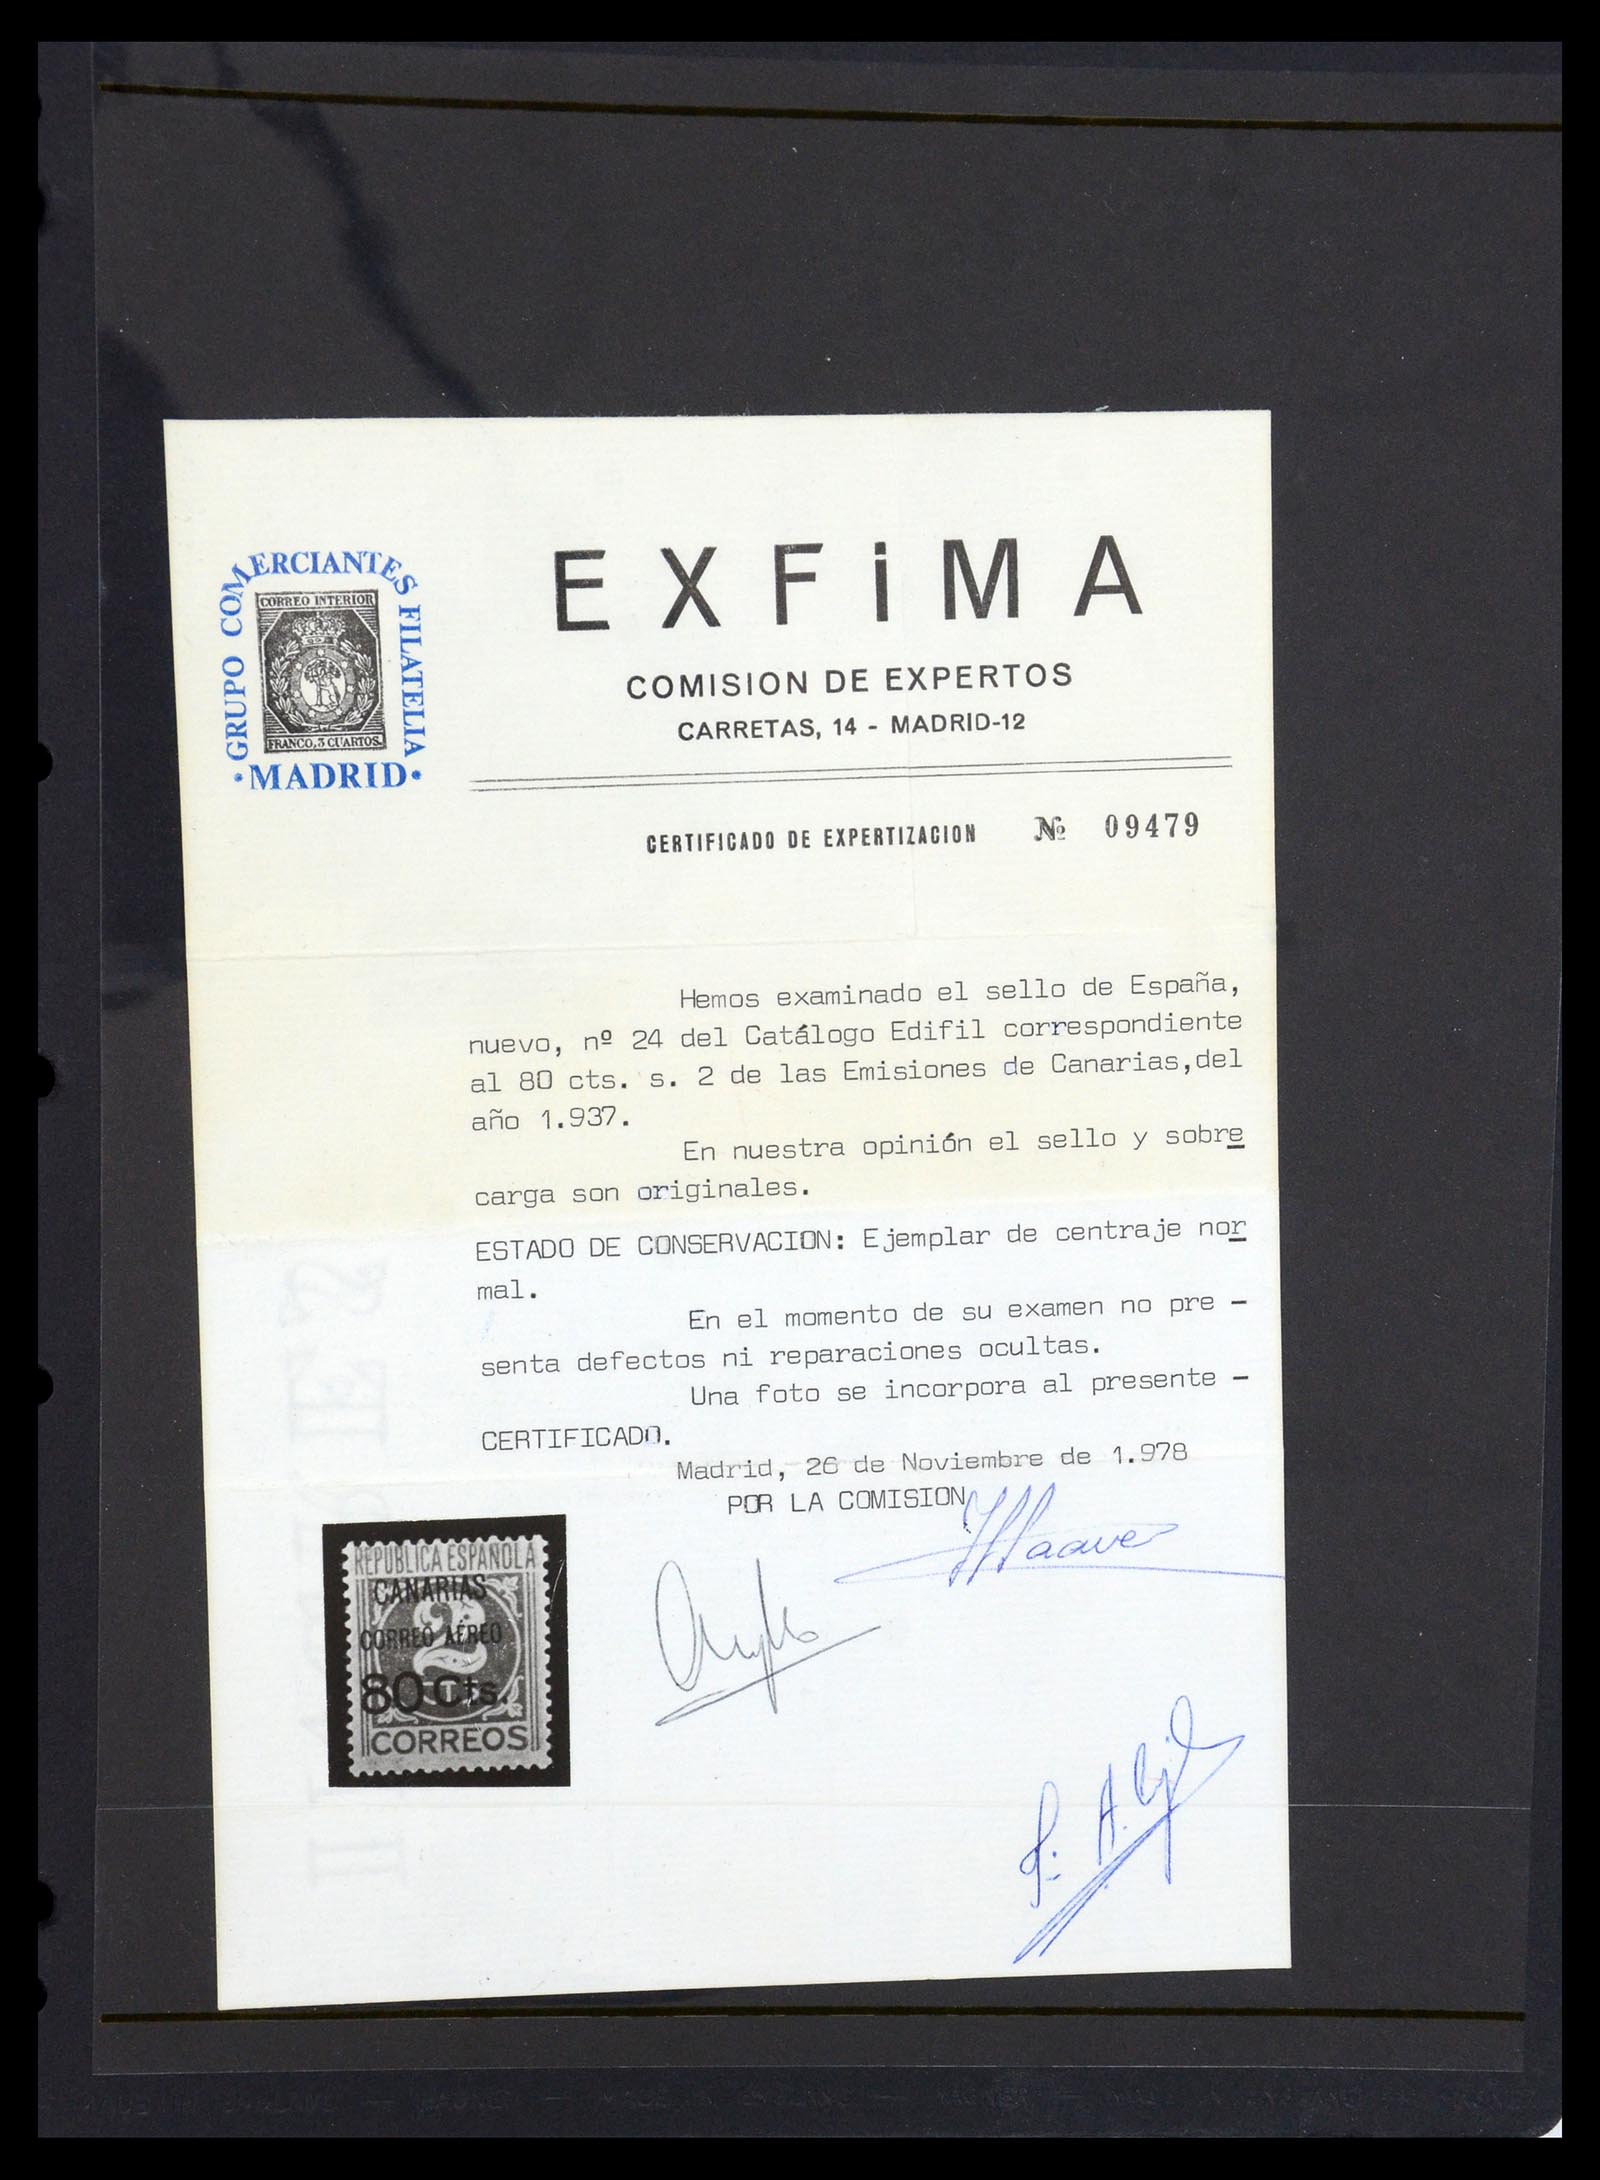 GRUPO COMERCIANTES FILATELIA
•MADRID•
CORREO INTERIOR
FRANCO, 3 CUARTOS.
EXFiMA
COMISION DE EXPERTOS
CARRETAS, 14 - MADRID-12
CERTIFICADO DE EXPERTIZACION № 09479
Hemos examinado el sello de España,
nuevo, nº 24 del Catálogo Edifil correspondiente
al 80 cts. s. 2 de las Emisiones de Canarias,del
año 1.937.
En nuestra opinión el sello y sobre
carga son originales.
ESTADO DE CONSERVACION: Ejemplar de centraje nor
mal.
En el momento de su examen no pre -
senta defectos ni reparaciones ocultas.
Una foto se incorpora al presente -
CERTIFICADO.
Madrid, 26 de Noviembre de 1.978
POR LA COMISION
REPUBLICA ESPAÑOLA
CANARIAS
2
CORREO AÉREO
80 Cts.
CORREOS